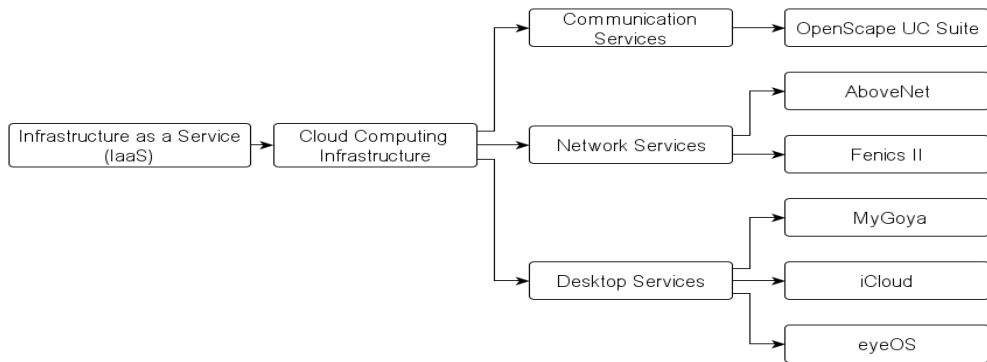 Communication
Services
OpenScape UC Suite
AboveNet
Infrastructure as a Service
(IaaS)
Cloud Computing
Infrastructure
Network Services
Fenics II
MyGoya
Desktop Services
iCloud
eyeOS